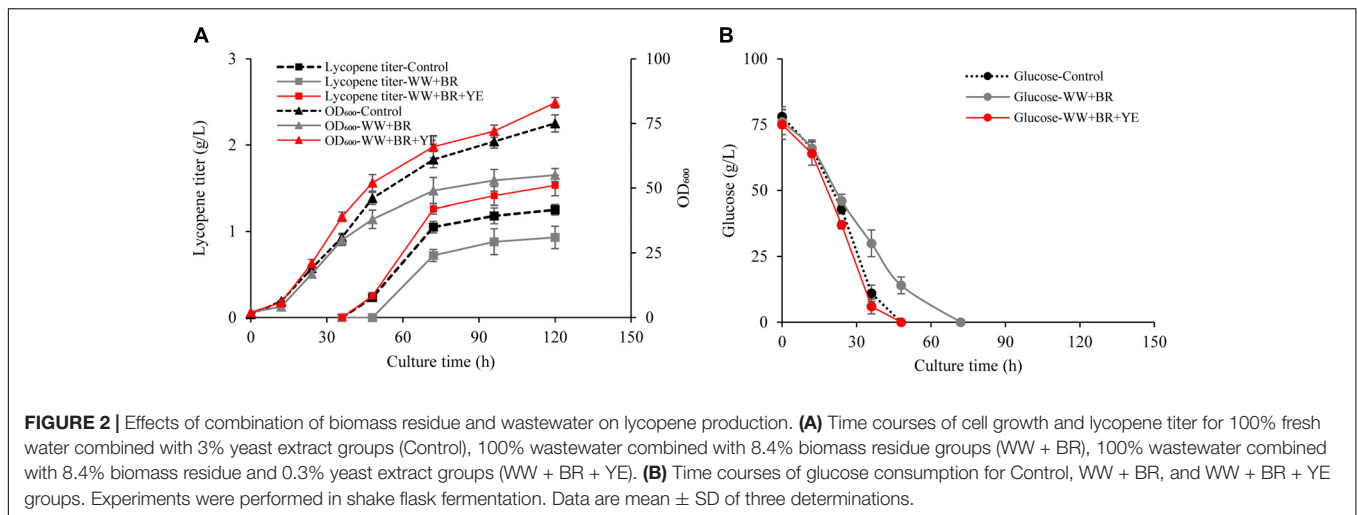 A
B
3
2
1
0
Lycopene titer (g/L)
Lycopene titer-Control
Lycopene titer-WW+BR
Lycopene titer-WW+BR+YE
OD₆₀₀-Control
OD₆₀₀-WW+BR
OD₆₀₀-WW+BR+YE
100
75
50
25
0
OD₆₀₀
0 30 60 90 120 150
Culture time (h)
100
75
50
25
0
Glucose (g/L)
Glucose-Control
Glucose-WW+BR
Glucose-WW+BR+YE
0 30 60 90 120 150
Culture time (h)
FIGURE 2 | Effects of combination of biomass residue and wastewater on lycopene production. (A) Time courses of cell growth and lycopene titer for 100% fresh
water combined with 3% yeast extract groups (Control), 100% wastewater combined with 8.4% biomass residue groups (WW + BR), 100% wastewater combined
with 8.4% biomass residue and 0.3% yeast extract groups (WW + BR + YE). (B) Time courses of glucose consumption for Control, WW + BR, and WW + BR + YE
groups. Experiments were performed in shake flask fermentation. Data are mean ± SD of three determinations.